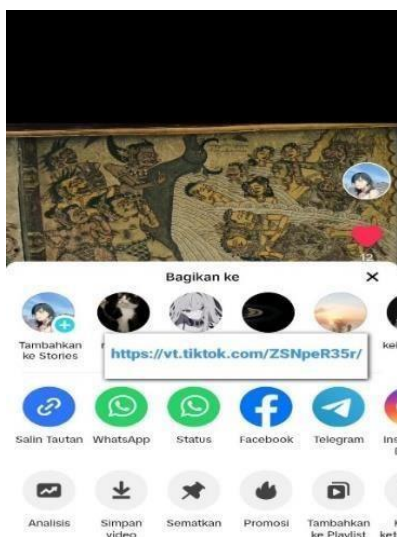 12
Bagikan ke
Tambahkan
ke Stories
https://vt.tiktok.com/ZSNpeR35r/
Salin Tautan WhatsApp Status Facebook Telegram
Analisis Simpan Sematkan Promosi Tambahkan
video ke Playlist